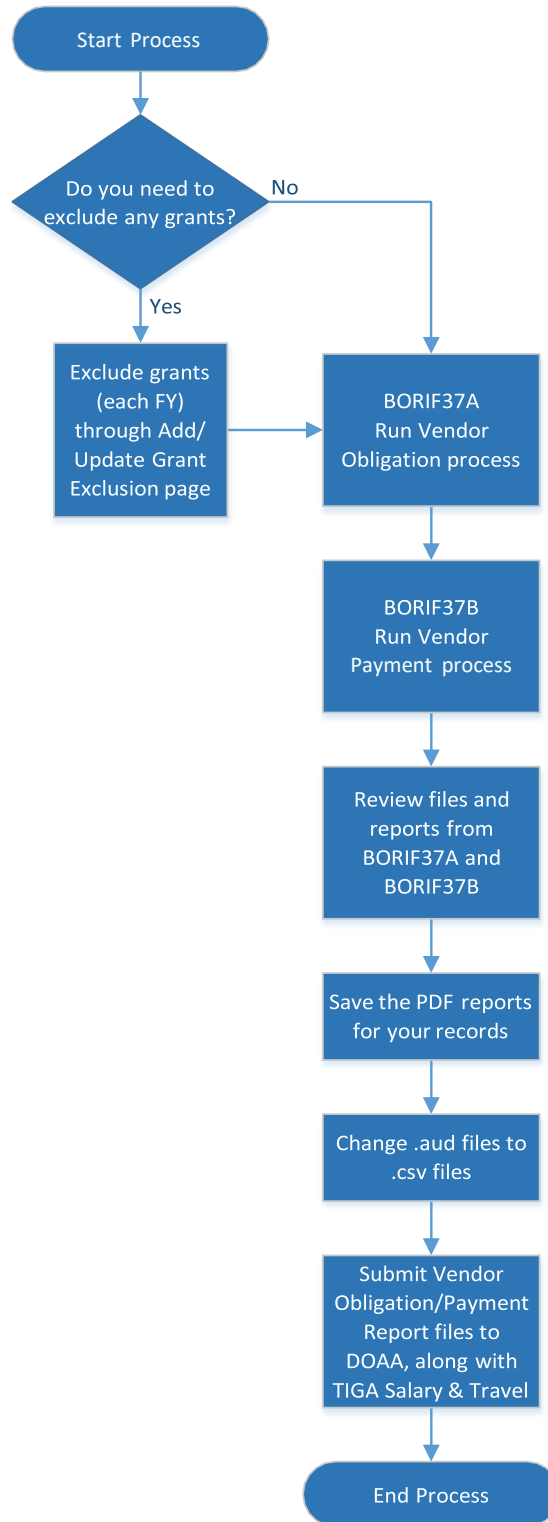 Start Process
Do you need to
exclude any grants?
No
Yes
Exclude grants
(each FY)
through Add/
Update Grant
Exclusion page
BORIF37A
Run Vendor
Obligation process
BORIF37B
Run Vendor
Payment process
Review files and
reports from
BORIF37A and
BORIF37B
Save the PDF reports
for your records
Change .aud files to
.csv files
Submit Vendor
Obligation/Payment
Report files to
DOAA, along with
TIGA Salary & Travel
End Process